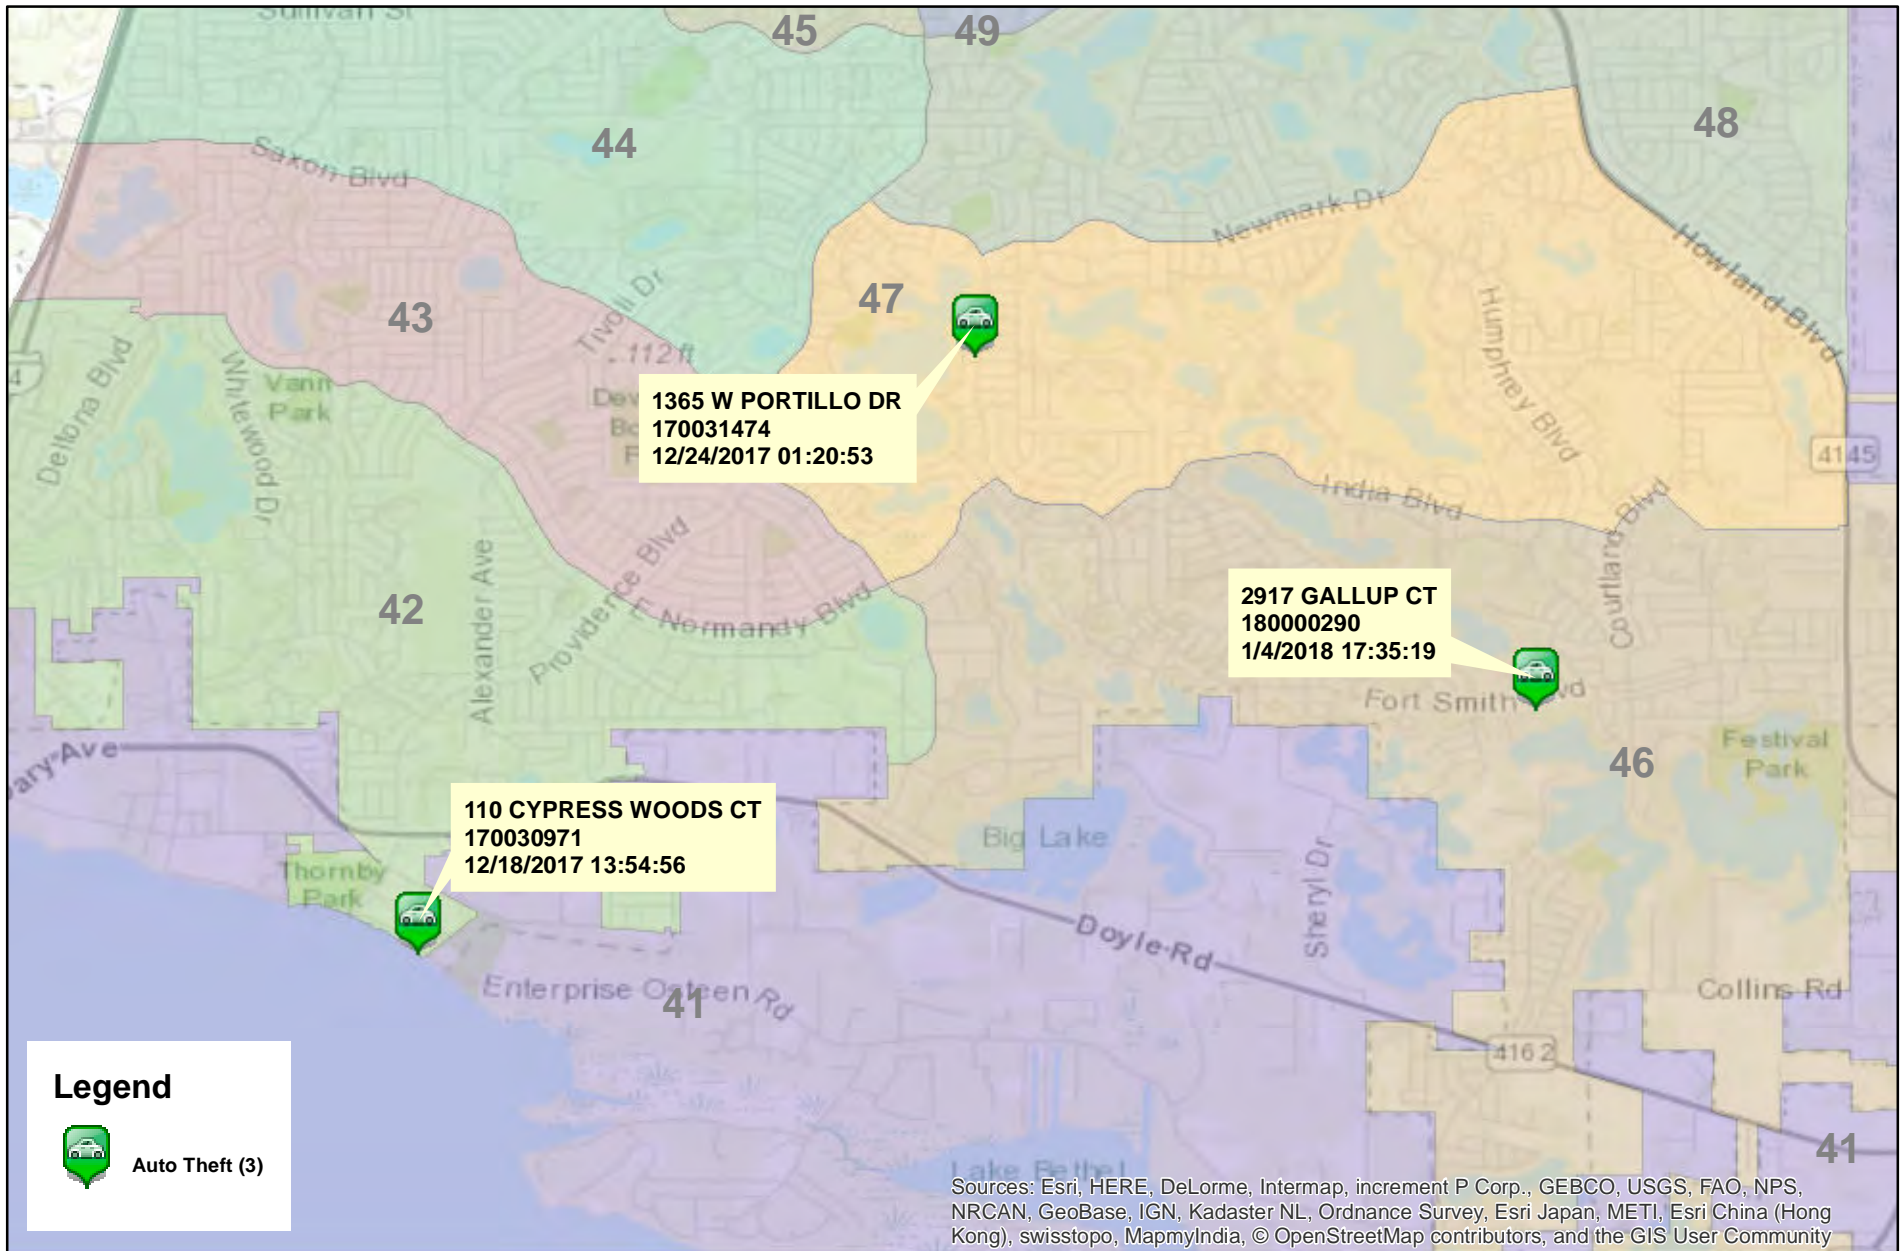 Sullivan St
45
49
48
44
Saxon Blvd
Newmark Dr
Howland Blvd
47
43
Tivoli Dr
112 ft
Humphrey Blvd
4
Deltona Blvd
Whitewood Dr
Vann
Park
1365 W PORTILLO DR
170031474
12/24/2017 01:20:53
4145
India Blvd
Courtland Blvd
42
Alexander Ave
Providence Blvd
E Normandy Blvd
2917 GALLUP CT
180000290
1/4/2018 17:35:19
Fort Smith
Festival
Park
46
110 CYPRESS WOODS CT
170030971
12/18/2017 13:54:56
Big Lake
Thornby
Park
Sheryl Dr
Doyle Rd
Enterprise Osteen Rd
41
Collins Rd
4162
41
Legend
Auto Theft (3)
Lake Bethel
Sources: Esri, HERE, DeLorme, Intermap, increment P Corp., GEBCO, USGS, FAO, NPS,
NRCAN, GeoBase, IGN, Kadaster NL, Ordnance Survey, Esri Japan, METI, Esri China (Hong
Kong), swisstopo, MapmyIndia, © OpenStreetMap contributors, and the GIS User Community